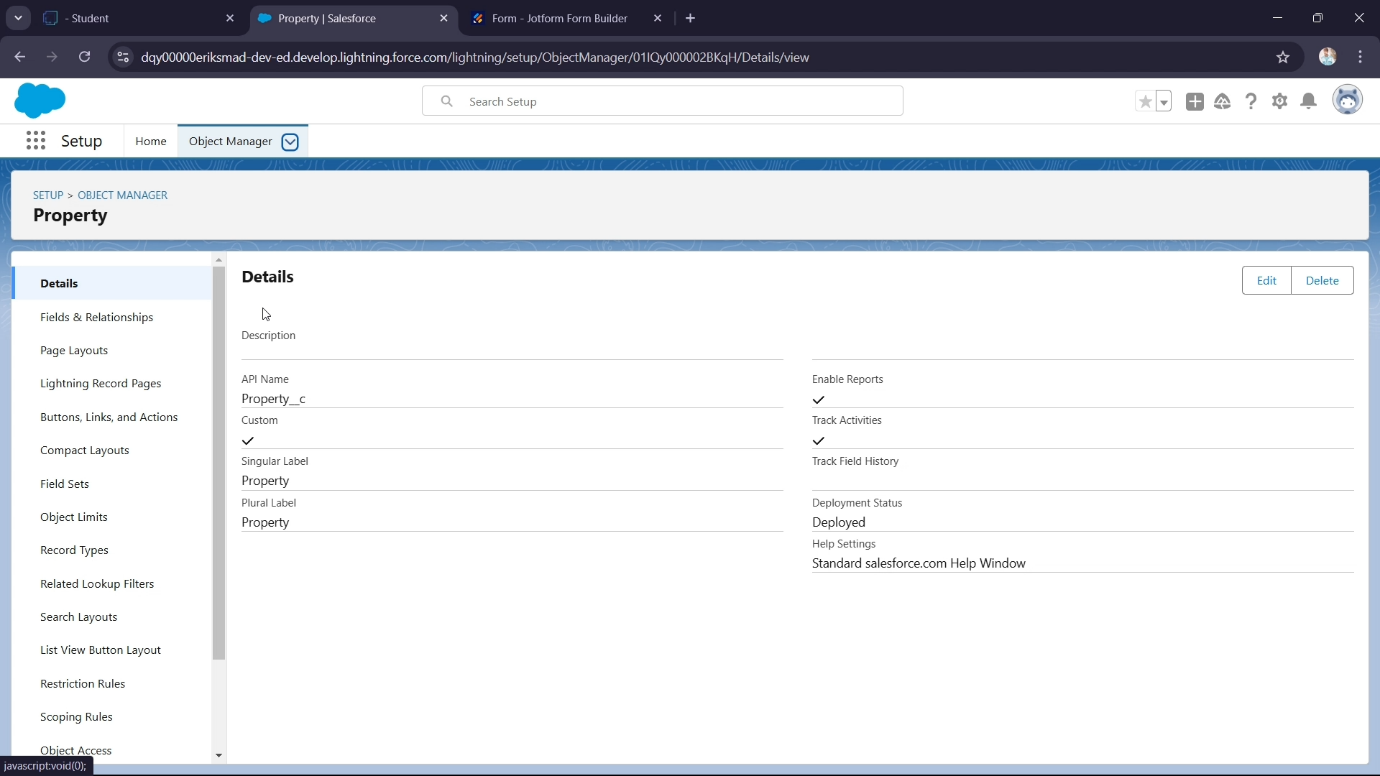 - Student
Property | Salesforce
Form - Jotform Form Builder
dqy00000eriksmad-dev-ed.develop.lightning.force.com/lightning/setup/ObjectManager/01IQy000002BKqH/Details/view
Search Setup
Setup
Home
Object Manager
SETUP > OBJECT MANAGER
Property
Details
Fields & Relationships
Page Layouts
Lightning Record Pages
Buttons, Links, and Actions
Compact Layouts
Field Sets
Object Limits
Record Types
Related Lookup Filters
Search Layouts
List View Button Layout
Restriction Rules
Scoping Rules
Object Access
Details
Edit
Delete
Description
API Name
Property__c
Custom
Singular Label
Property
Plural Label
Property
Enable Reports
Track Activities
Track Field History
Deployment Status
Deployed
Help Settings
Standard salesforce.com Help Window
javascript:void(0);